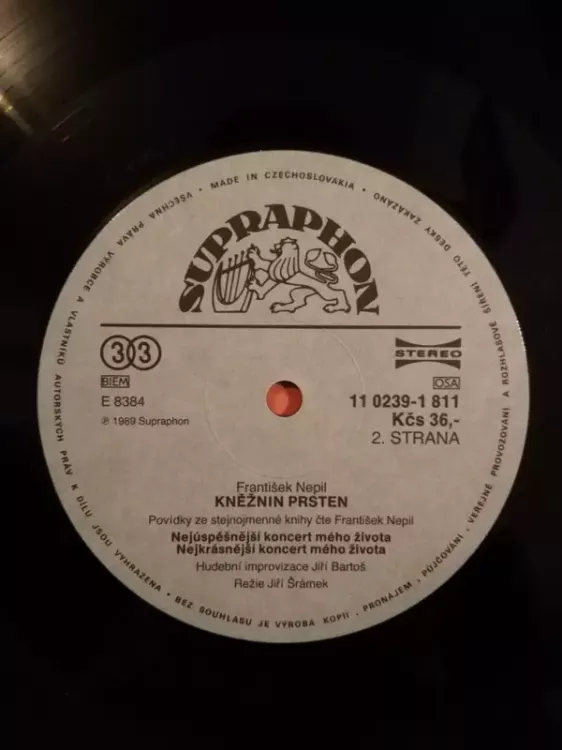 VŠECHNA PRÁVA VÝROBCE A VLASTNÍKŮ AUTORSKÝCH PRÁV K DÍLU JSOU VYHRAZENA · BEZ SOUHLASU JE VÝROBA KOPIÍ · PRONÁJEM · PŮJČOVÁNÍ · VEŘEJNÉ PROVOZOVÁNÍ A ROZHLASOVÉ ŠÍŘENÍ TÉTO DESKY ZAKÁZÁNO · MADE IN CZECHOSLOVAKIA ·
SUPRAPHON
33
STEREO
BIEM
OSA
E 8384
11 0239-1 811
℗ 1989 Supraphon
Kčs 36,-
2. STRANA
František Nepil
KNĚŽNIN PRSTEN
Povídky ze stejnojmenné knihy čte František Nepil
Nejúspěšnější koncert mého života
Nejkrásnější koncert mého života
Hudební improvizace Jiří Bartoš
Režie Jiří Šrámek